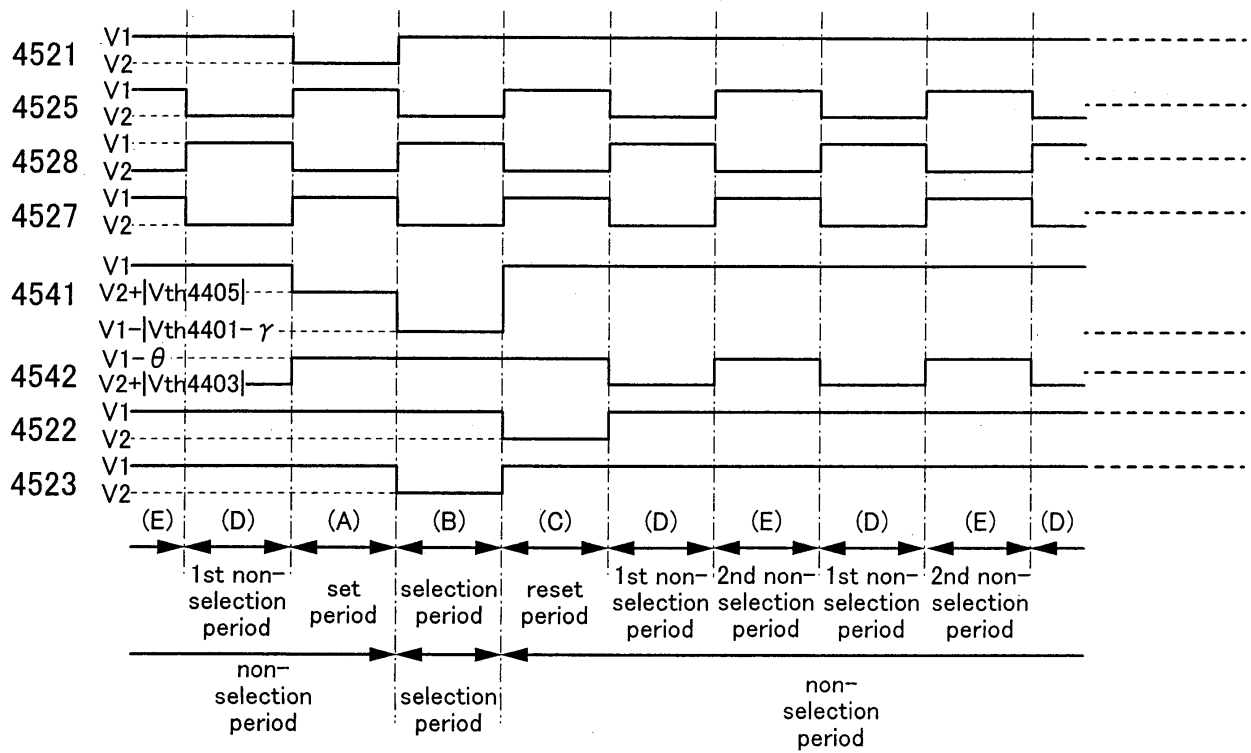 4521 V1
V2
4525 V1
V2
4528 V1
V2
4527 V1
V2
4541 V1
V2+|Vth4405|
V1-|Vth4401-γ
4542 V1-θ
V2+|Vth4403|
4522 V1
V2
4523 V1
V2
(E) (D) (A) (B) (C) (D) (E) (D) (E) (D)
1st non-
selection
period
set
period
selection
period
reset
period
1st non-
selection
period
2nd non-
selection
period
1st non-
selection
period
2nd non-
selection
period
non-
selection
period
selection
period
non-
selection
period